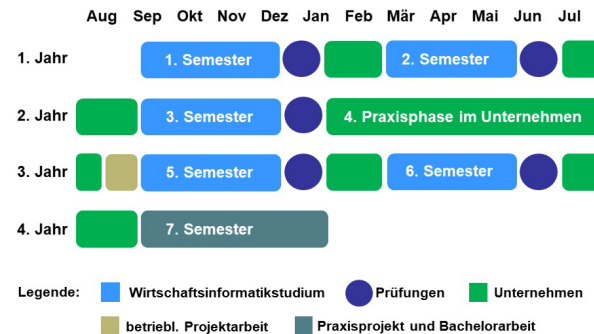 Aug Sep Okt Nov Dez Jan Feb Mär Apr Mai Jun Jul
1. Jahr 1. Semester 2. Semester
2. Jahr 3. Semester 4. Praxisphase im Unternehmen
3. Jahr 5. Semester 6. Semester
4. Jahr 7. Semester
Legende: Wirtschaftsinformatikstudium Prüfungen Unternehmen
betriebl. Projektarbeit Praxisprojekt und Bachelorarbeit